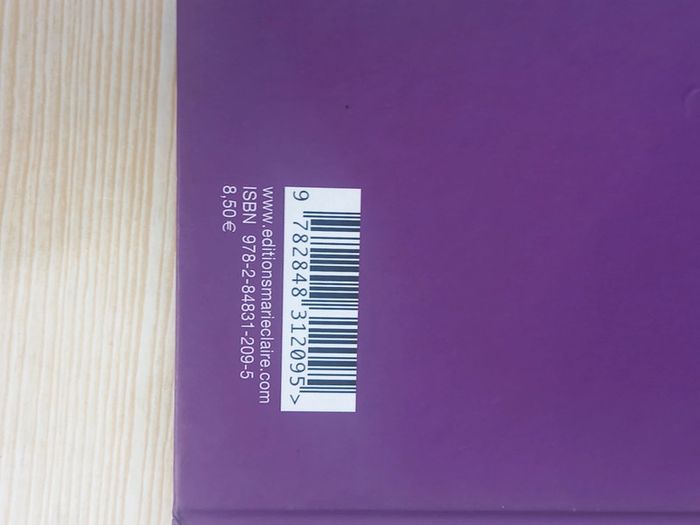 9 782848 312095 >
www.editionsmarieclaire.com
ISBN 978-2-84831-209-5
8,50 €